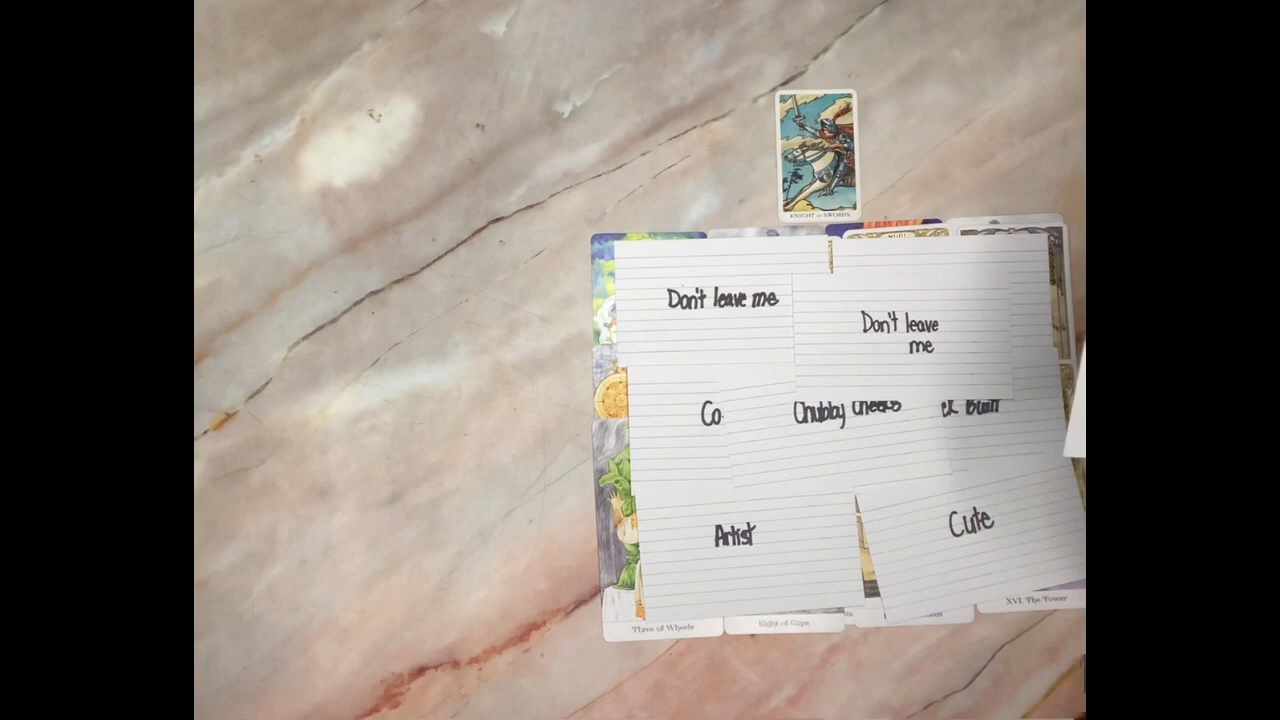 KNIGHT OF SWORDS
Don't leave me
Don't leave
me
Co
Chubby Cheeks
Artist
Cute
Three of Wheels
Eight of Cups
XVI. The Tower